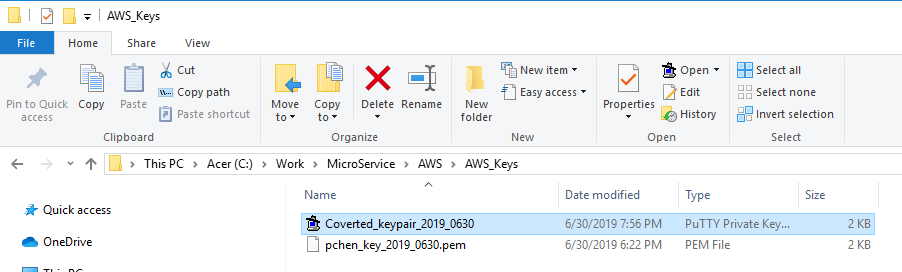 AWS_Keys
File Home Share View
Pin to Quick access
Copy
Paste
Cut
Copy path
Paste shortcut
Clipboard
Move to
Copy to
Delete
Rename
Organize
New folder
New item
Easy access
New
Properties
Open
Edit
History
Open
Select all
Select none
Invert selection
Select
This PC > Acer (C:) > Work > MicroService > AWS > AWS_Keys
Name Date modified Type Size
Quick access
OneDrive
This PC
Coverted_keypair_2019_0630 6/30/2019 7:56 PM PuTTY Private Key... 2 KB
pchen_key_2019_0630.pem 6/30/2019 6:22 PM PEM File 2 KB